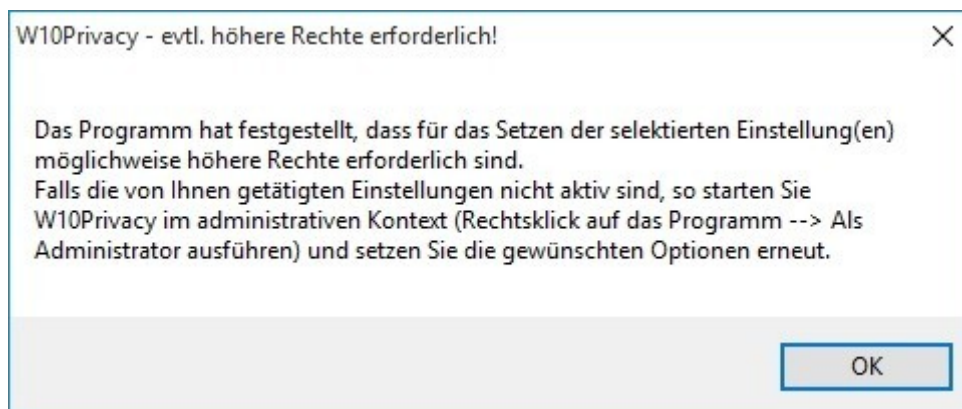 W10Privacy - evtl. höhere Rechte erforderlich!
Das Programm hat festgestellt, dass für das Setzen der selektierten Einstellung(en)
möglichweise höhere Rechte erforderlich sind.
Falls die von Ihnen getätigten Einstellungen nicht aktiv sind, so starten Sie
W10Privacy im administrativen Kontext (Rechtsklick auf das Programm --> Als
Administrator ausführen) und setzen Sie die gewünschten Optionen erneut.
OK